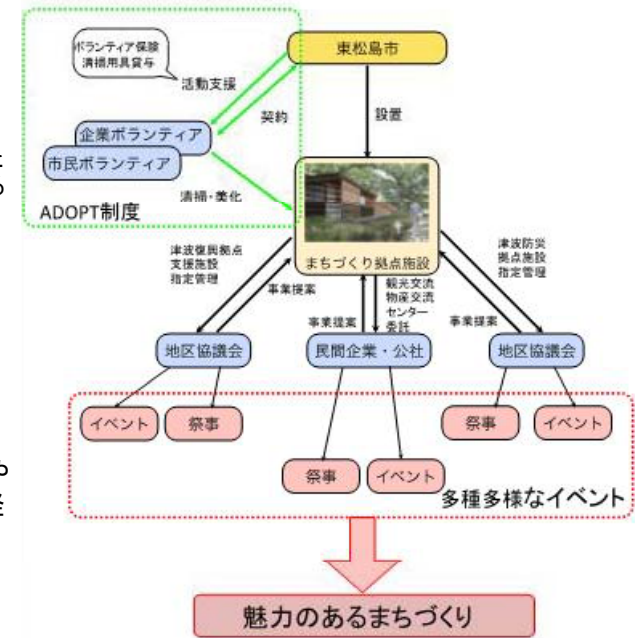 ボランティア保険
清掃用具貸与
東松島市
活動支援
契約
設置
企業ボランティア
市民ボランティア
清掃・美化
ADOPT制度
まちづくり拠点施設
津波復興拠点
支援施設
指定管理
事業提案
事業提案
観光交流
物産交流
センター
委託
事業提案
津波防災
拠点施設
指定管理
地区協議会
民間企業・公社
地区協議会
イベント
祭事
祭事
イベント
祭事
イベント
多種多様なイベント
魅力のあるまちづくり